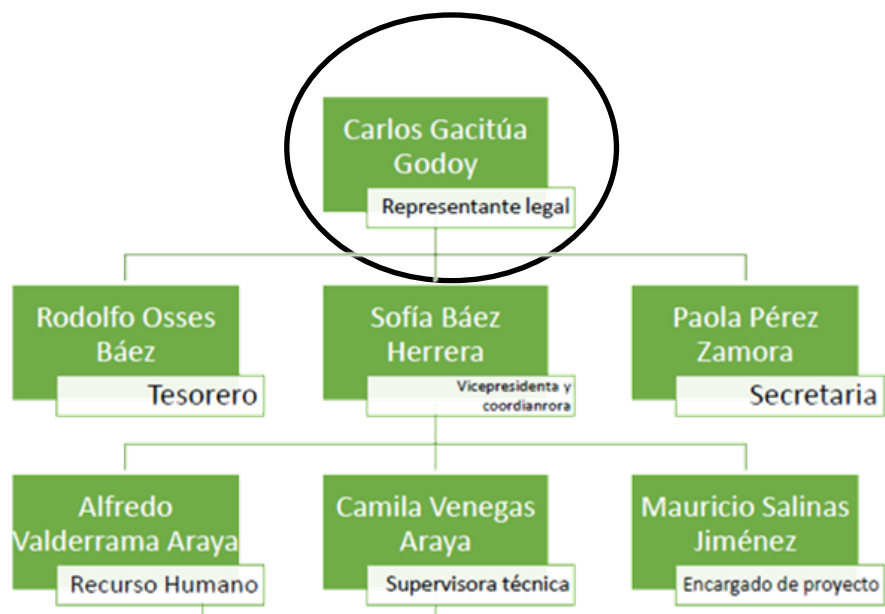 Carlos Gacitúa
Godoy
Representante legal
Rodolfo Osses
Báez
Tesorero
Sofía Báez
Herrera
Vicepresidenta y
coordianrora
Paola Pérez
Zamora
Secretaria
Alfredo
Valderrama Araya
Recurso Humano
Camila Venegas
Araya
Supervisora técnica
Mauricio Salinas
Jiménez
Encargado de proyecto